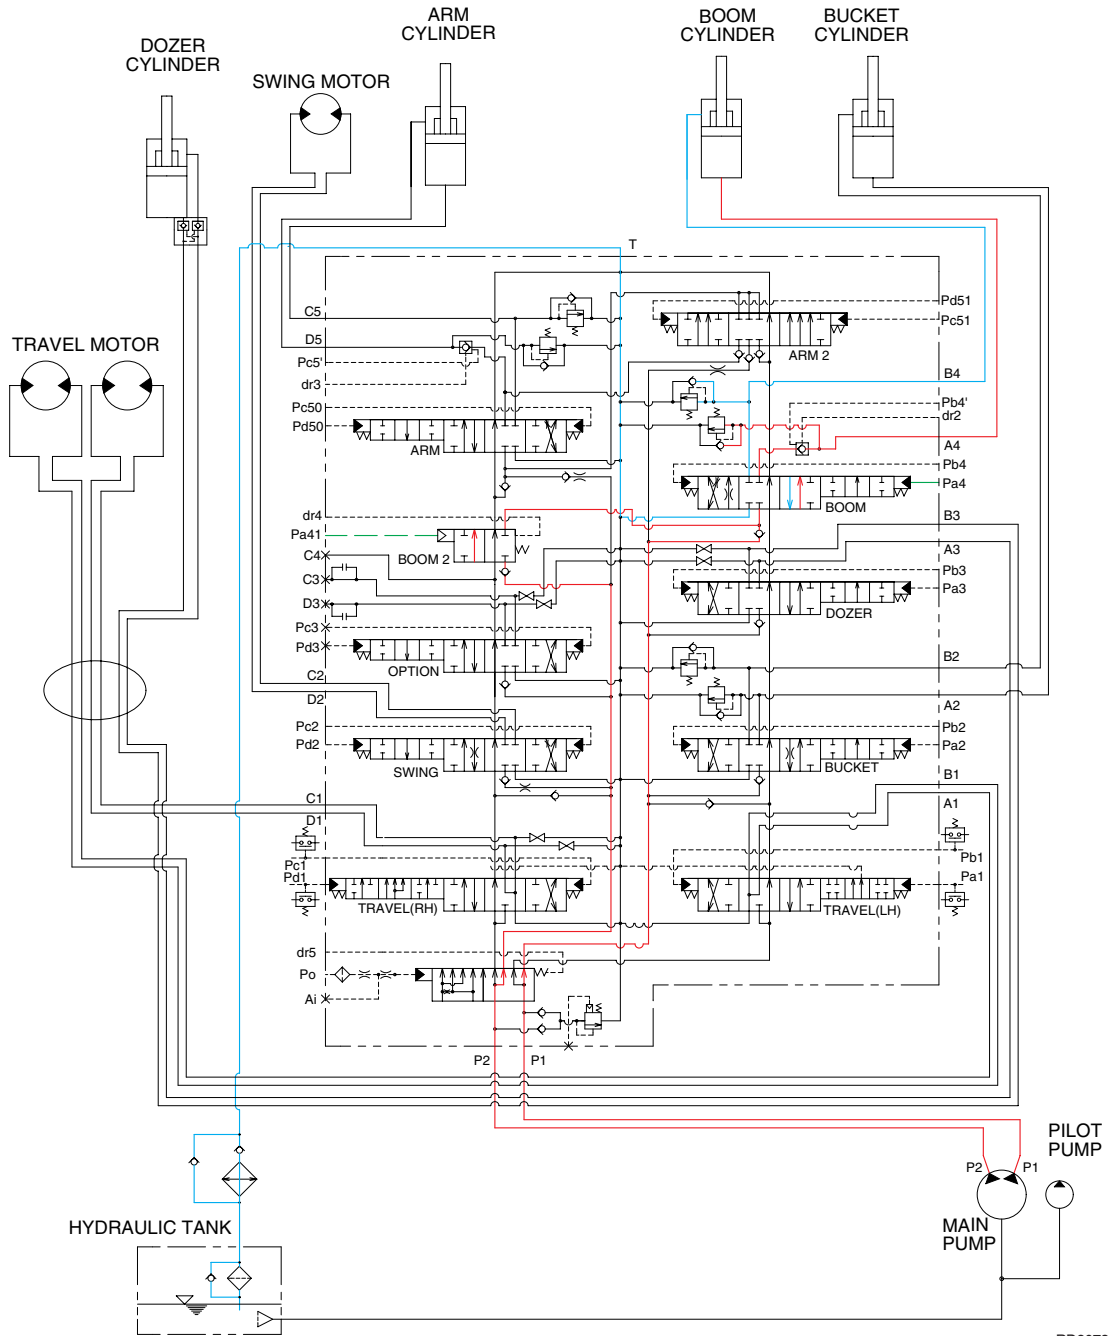 ARM
CYLINDER
BOOM
CYLINDER
BUCKET
CYLINDER
DOZER
CYLINDER
SWING MOTOR
T
C5
D5
Pc5'
dr3
Pc50
Pd50
ARM
Pd51
Pc51
ARM 2
B4
Pb4'
dr2
A4
Pb4
Pa4
BOOM
TRAVEL MOTOR
dr4
Pa41
BOOM 2
C4
C3
D3
Pc3
Pd3
OPTION
B3
A3
Pb3
Pa3
DOZER
C2
D2
Pc2
Pd2
SWING
B2
A2
Pb2
Pa2
BUCKET
C1
D1
Pc1
Pd1
TRAVEL(RH)
B1
A1
Pb1
Pa1
TRAVEL(LH)
dr5
Po
Ai
P2
P1
P2
P1
PILOT
PUMP
MAIN
PUMP
HYDRAULIC TANK